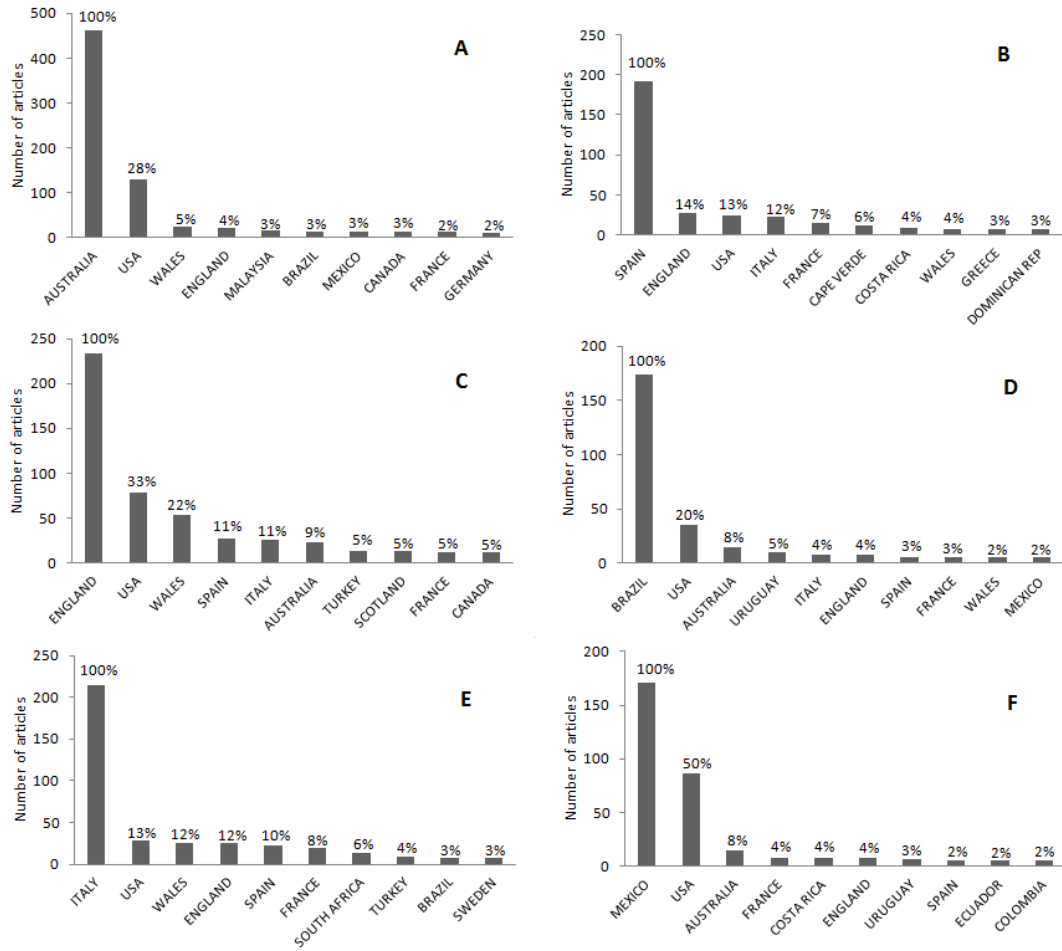 A
Number of articles
500
400
300
200
100
0
100%
28%
5%
4%
3%
3%
3%
3%
2%
2%
AUSTRALIA
USA
WALES
ENGLAND
MALAYSIA
BRAZIL
MEXICO
CANADA
FRANCE
GERMANY
B
Number of articles
250
200
150
100
50
0
100%
14%
13%
12%
7%
6%
4%
4%
3%
3%
SPAIN
ENGLAND
USA
ITALY
FRANCE
CAPE VERDE
COSTA RICA
WALES
GREECE
DOMINICAN REP
C
Number of articles
250
200
150
100
50
0
100%
33%
22%
11%
11%
9%
5%
5%
5%
5%
ENGLAND
USA
WALES
SPAIN
ITALY
AUSTRALIA
TURKEY
SCOTLAND
FRANCE
CANADA
D
Number of articles
200
150
100
50
0
100%
20%
8%
5%
4%
4%
3%
3%
2%
2%
BRAZIL
USA
AUSTRALIA
URUGUAY
ITALY
ENGLAND
SPAIN
FRANCE
WALES
MEXICO
E
Number of articles
250
200
150
100
50
0
100%
13%
12%
12%
10%
8%
6%
4%
3%
3%
ITALY
USA
WALES
ENGLAND
SPAIN
FRANCE
SOUTH AFRICA
TURKEY
BRAZIL
SWEDEN
F
Number of articles
200
150
100
50
0
100%
50%
8%
4%
4%
4%
3%
2%
2%
2%
MEXICO
USA
AUSTRALIA
FRANCE
COSTA RICA
ENGLAND
URUGUAY
SPAIN
ECUADOR
COLOMBIA